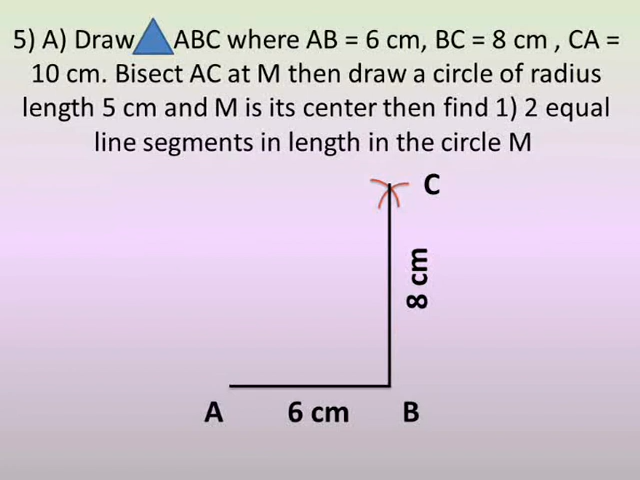 5) A) Draw ABC where AB = 6 cm, BC = 8 cm , CA =
10 cm. Bisect AC at M then draw a circle of radius
length 5 cm and M is its center then find 1) 2 equal
line segments in length in the circle M
C
8 cm
A 6 cm B